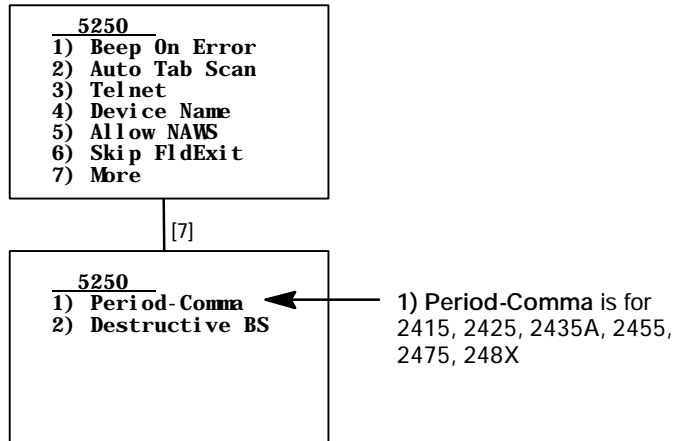 5250
1) Beep On Error
2) Auto Tab Scan
3) Telnet
4) Device Name
5) Allow NAWS
6) Skip FldExit
7) More
[7]
5250
1) Period-Comma
2) Destructive BS
1) Period-Comma is for
2415, 2425, 2435A, 2455,
2475, 248X